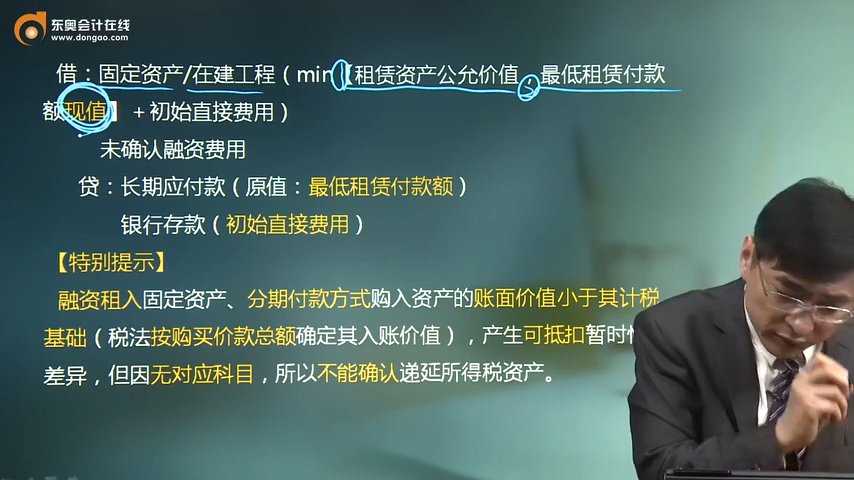 东奥会计在线
www.dongao.com
借：固定资产/在建工程（min【租赁资产公允价值；最低租赁付款
额现值】＋初始直接费用）
未确认融资费用
贷：长期应付款（原值：最低租赁付款额）
银行存款（初始直接费用）
【特别提示】
融资租入固定资产、分期付款方式购入资产的账面价值小于其计税
基础（税法按购买价款总额确定其入账价值），产生可抵扣暂时
差异，但因无对应科目，所以不能确认递延所得税资产。